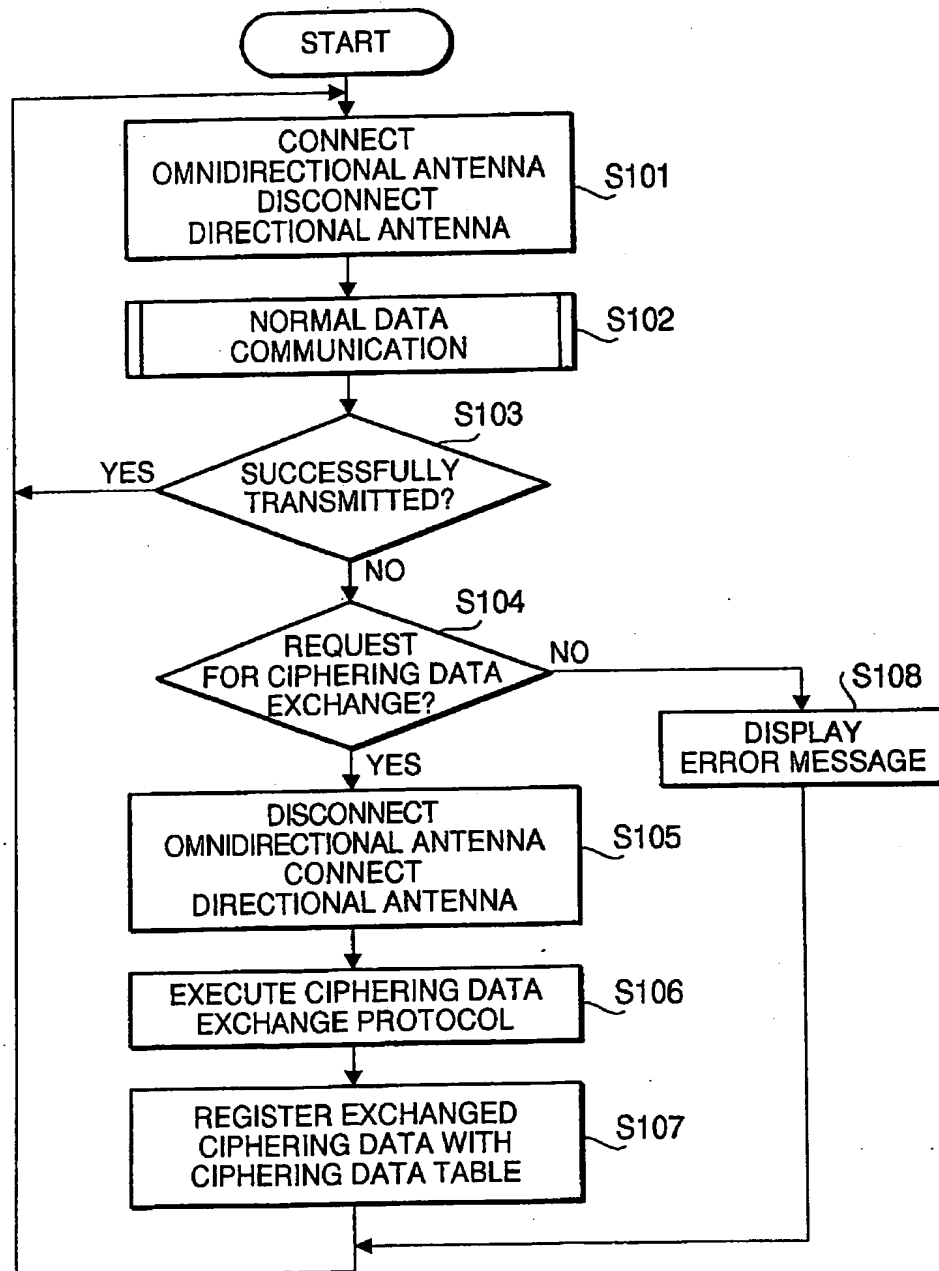 START
CONNECT
OMNIDIRECTIONAL ANTENNA
DISCONNECT
DIRECTIONAL ANTENNA
S101
NORMAL DATA
COMMUNICATION
S102
S103
YES
SUCCESSFULLY
TRANSMITTED?
NO
S104
REQUEST
FOR CIPHERING DATA
EXCHANGE?
NO
S108
DISPLAY
ERROR MESSAGE
YES
DISCONNECT
OMNIDIRECTIONAL ANTENNA
CONNECT
DIRECTIONAL ANTENNA
S105
EXECUTE CIPHERING DATA
EXCHANGE PROTOCOL
S106
REGISTER EXCHANGED
CIPHERING DATA WITH
CIPHERING DATA TABLE
S107